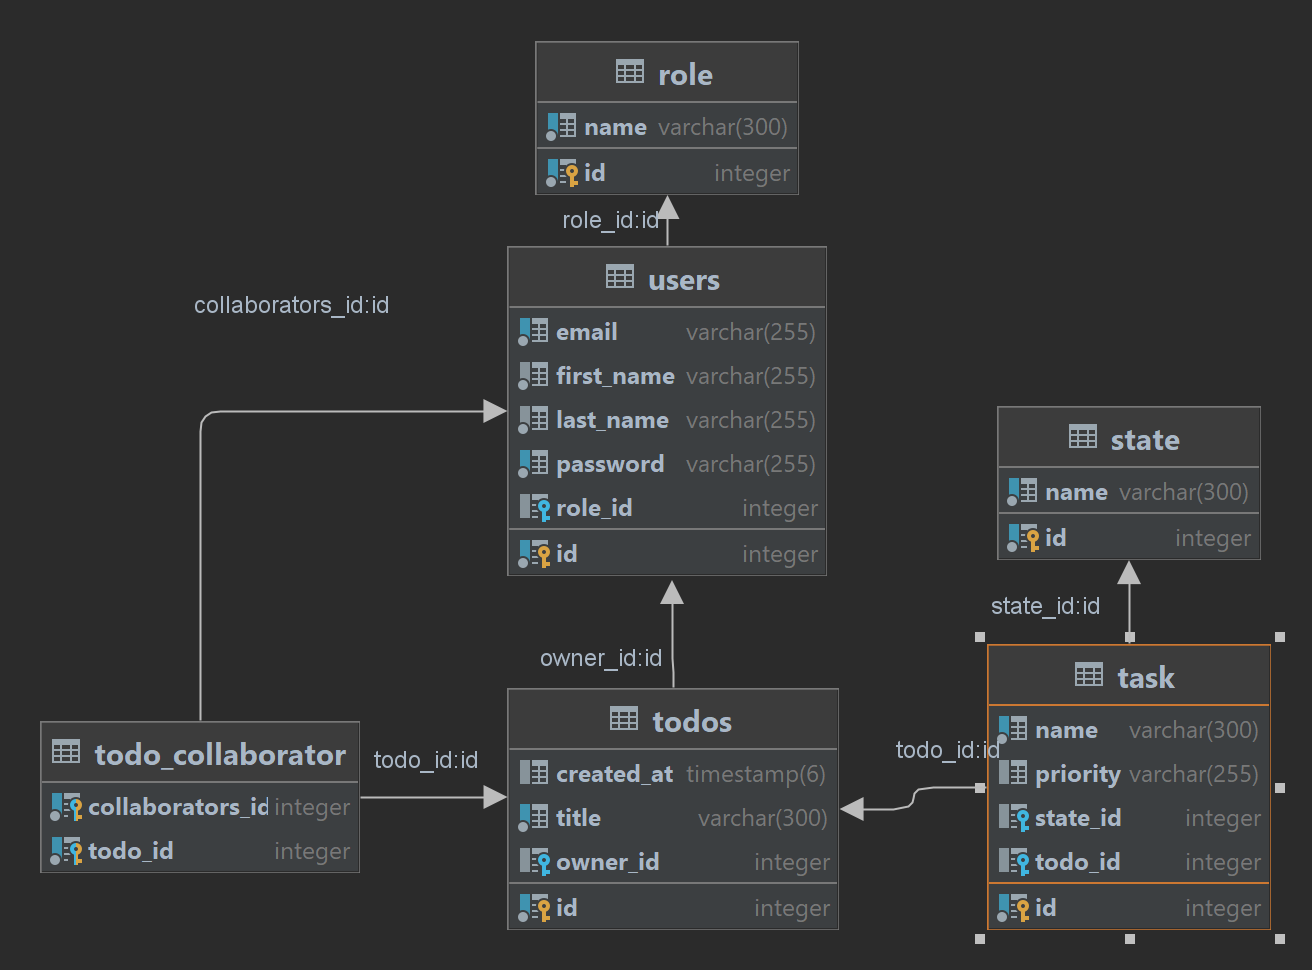 role
name varchar(300)
id integer
role_id:id
users
email varchar(255)
first_name varchar(255)
last_name varchar(255)
password varchar(255)
role_id integer
id integer
collaborators_id:id
state
name varchar(300)
id integer
state_id:id
owner_id:id
todo_collaborator
collaborators_id integer
todo_id integer
todo_id:id
todos
created_at timestamp(6)
title varchar(300)
owner_id integer
id integer
todo_id:id
task
name varchar(300)
priority varchar(255)
state_id integer
todo_id integer
id integer